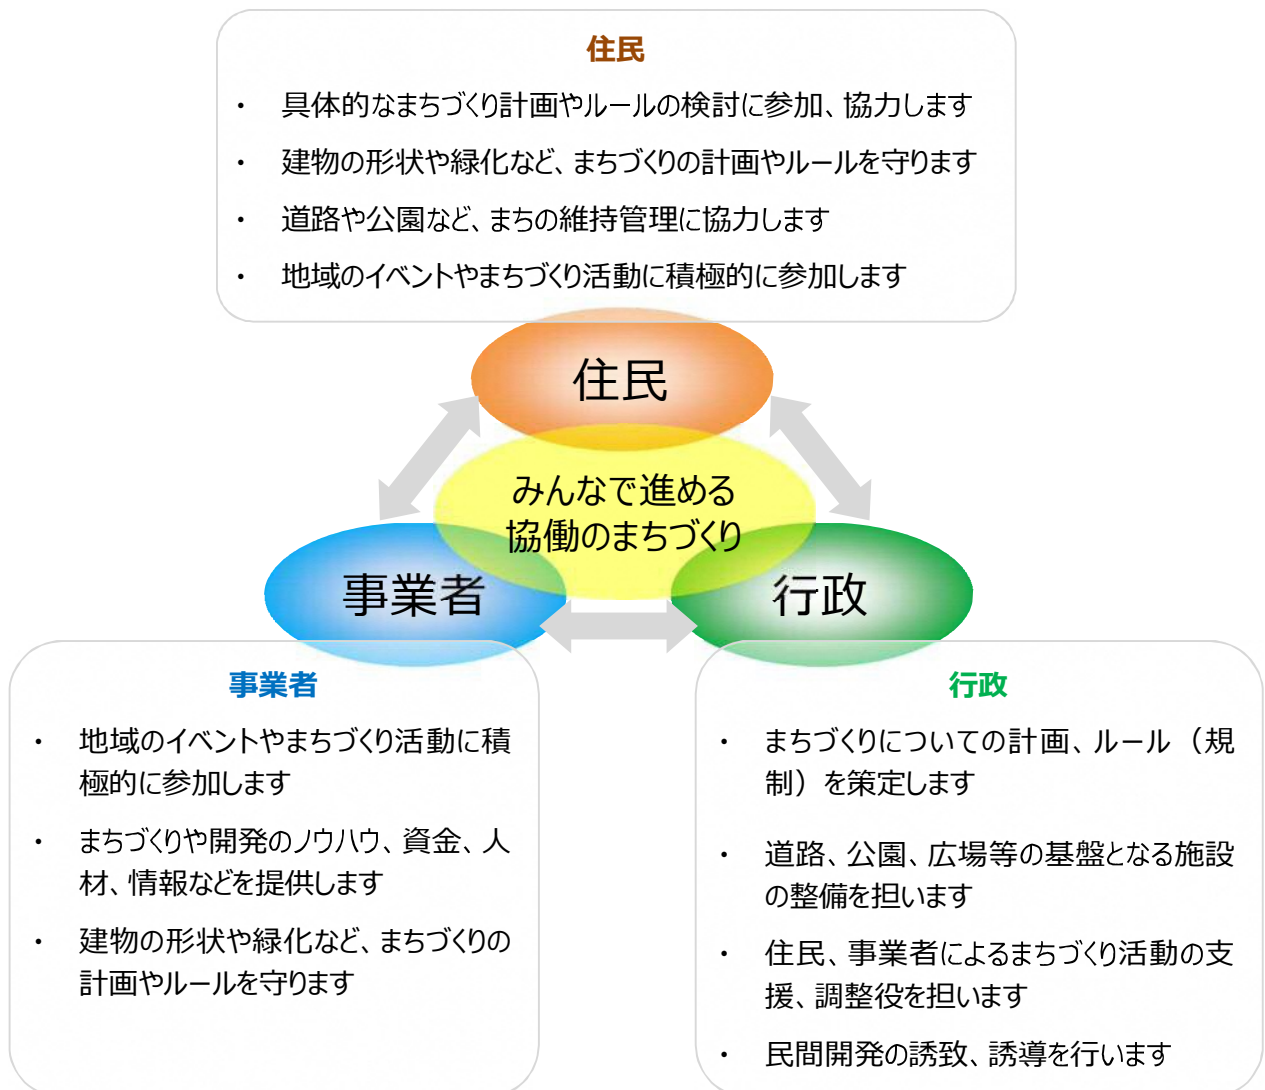 住民
・ 具体的なまちづくり計画やルールの検討に参加、協力します
・ 建物の形状や緑化など、まちづくりの計画やルールを守ります
・ 道路や公園など、まちの維持管理に協力します
・ 地域のイベントやまちづくり活動に積極的に参加します
住民
みんなで進める
協働のまちづくり
事業者
行政
事業者
・ 地域のイベントやまちづくり活動に積
極的に参加します
・ まちづくりや開発のノウハウ、資金、人
材、情報などを提供します
・ 建物の形状や緑化など、まちづくりの
計画やルールを守ります
行政
・ まちづくりについての計画、ルール（規
制）を策定します
・ 道路、公園、広場等の基盤となる施設
の整備を担います
・ 住民、事業者によるまちづくり活動の支
援、調整役を担います
・ 民間開発の誘致、誘導を行います